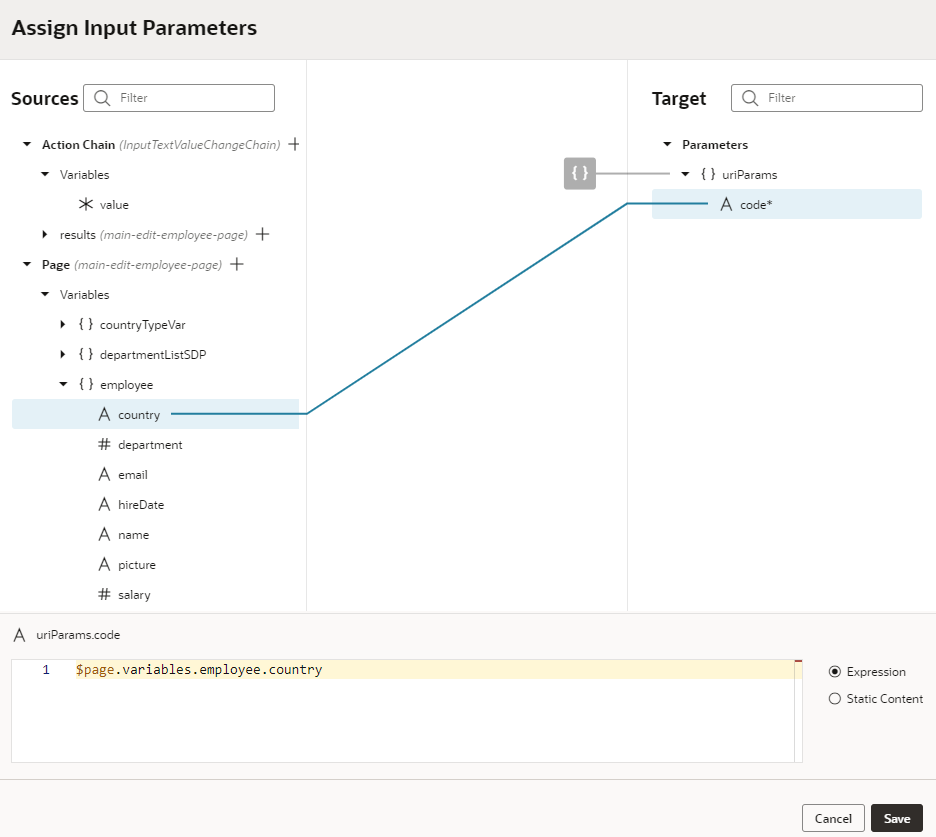 Assign Input Parameters
Sources
Filter
Action Chain (InputTextValueChangeChain)
Variables
value
results (main-edit-employee-page)
Page (main-edit-employee-page)
Variables
{ } countryTypeVar
{ } departmentListSDP
{ } employee
A country
# department
A email
A hireDate
A name
A picture
# salary
{ }
Target
Filter
Parameters
{ } uriParams
A code*
A uriParams.code
1 $page.variables.employee.country
Expression
Static Content
Cancel
Save